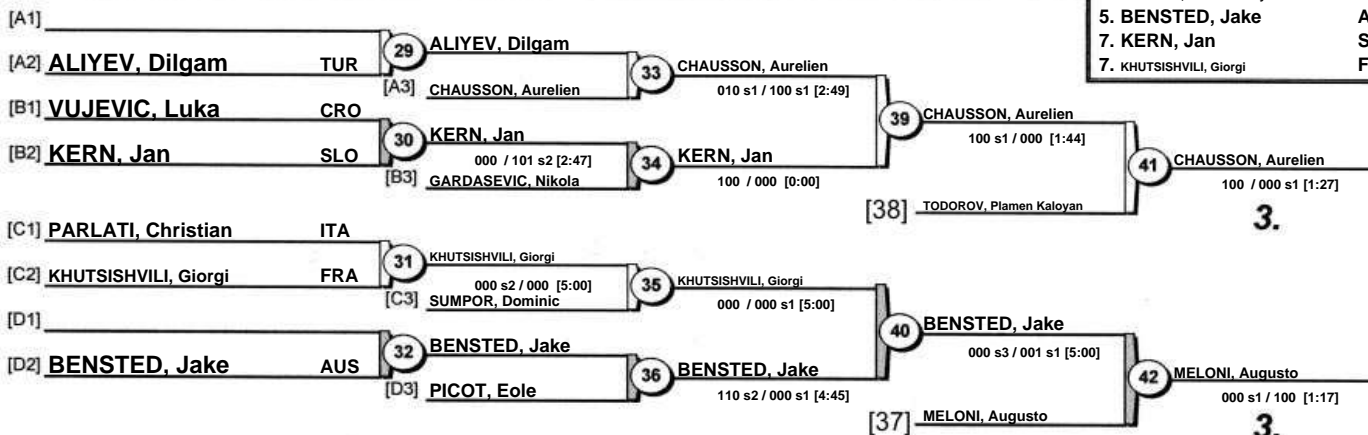 5. BENSTED, Jake A
7. KERN, Jan S
7. KHUTSISHVILI, Giorgi F
[A1]
[A2] ALIYEV, Dilgam TUR
29
ALIYEV, Dilgam
[A3] CHAUSSON, Aurelien
33
CHAUSSON, Aurelien
010 s1 / 100 s1 [2:49]
[B1] VUJEVIC, Luka CRO
[B2] KERN, Jan SLO
30
KERN, Jan
000 / 101 s2 [2:47]
[B3] GARDASEVIC, Nikola
34
KERN, Jan
100 / 000 [0:00]
39
CHAUSSON, Aurelien
100 s1 / 000 [1:44]
[38] TODOROV, Plamen Kaloyan
41
CHAUSSON, Aurelien
100 / 000 s1 [1:27]
3.
[C1] PARLATI, Christian ITA
[C2] KHUTSISHVILI, Giorgi FRA
31
KHUTSISHVILI, Giorgi
000 s2 / 000 [5:00]
[C3] SUMPOR, Dominic
35
KHUTSISHVILI, Giorgi
000 / 000 s1 [5:00]
[D1]
[D2] BENSTED, Jake AUS
32
BENSTED, Jake
[D3] PICOT, Eole
36
BENSTED, Jake
110 s2 / 000 s1 [4:45]
40
BENSTED, Jake
000 s3 / 001 s1 [5:00]
[37] MELONI, Augusto
42
MELONI, Augusto
000 s1 / 100 [1:17]
3.